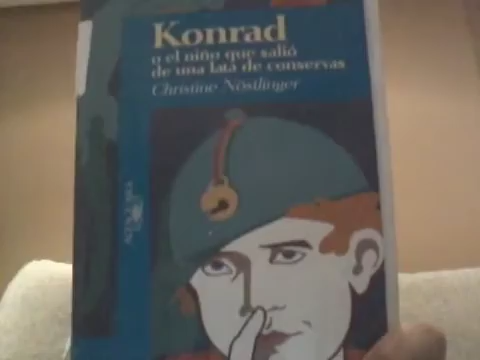 Konrad
o el niño que salió
de una lata de conservas
Christine Nöstlinger